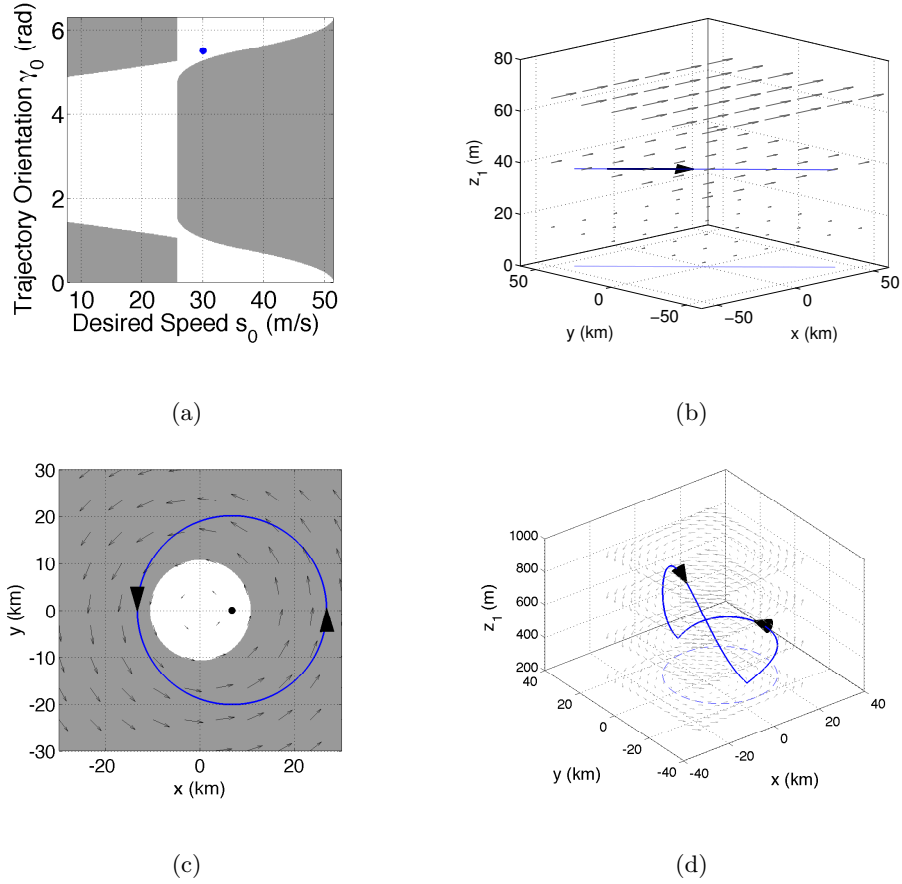 Trajectory Orientation γ0 (rad)
6
4
2
0
10 20 30 40 50
Desired Speed s0 (m/s)
(a)
z1 (m)
80
60
40
20
0
50 0 −50
y (km)
−50 0 50
x (km)
(b)
y (km)
30
20
10
0
-10
-20
-30
-20 0 20
x (km)
(c)
z1 (m)
1000
800
600
400
200
40 20 0 -20 -40
y (km)
-40 -20 0 20 40
x (km)
(d)